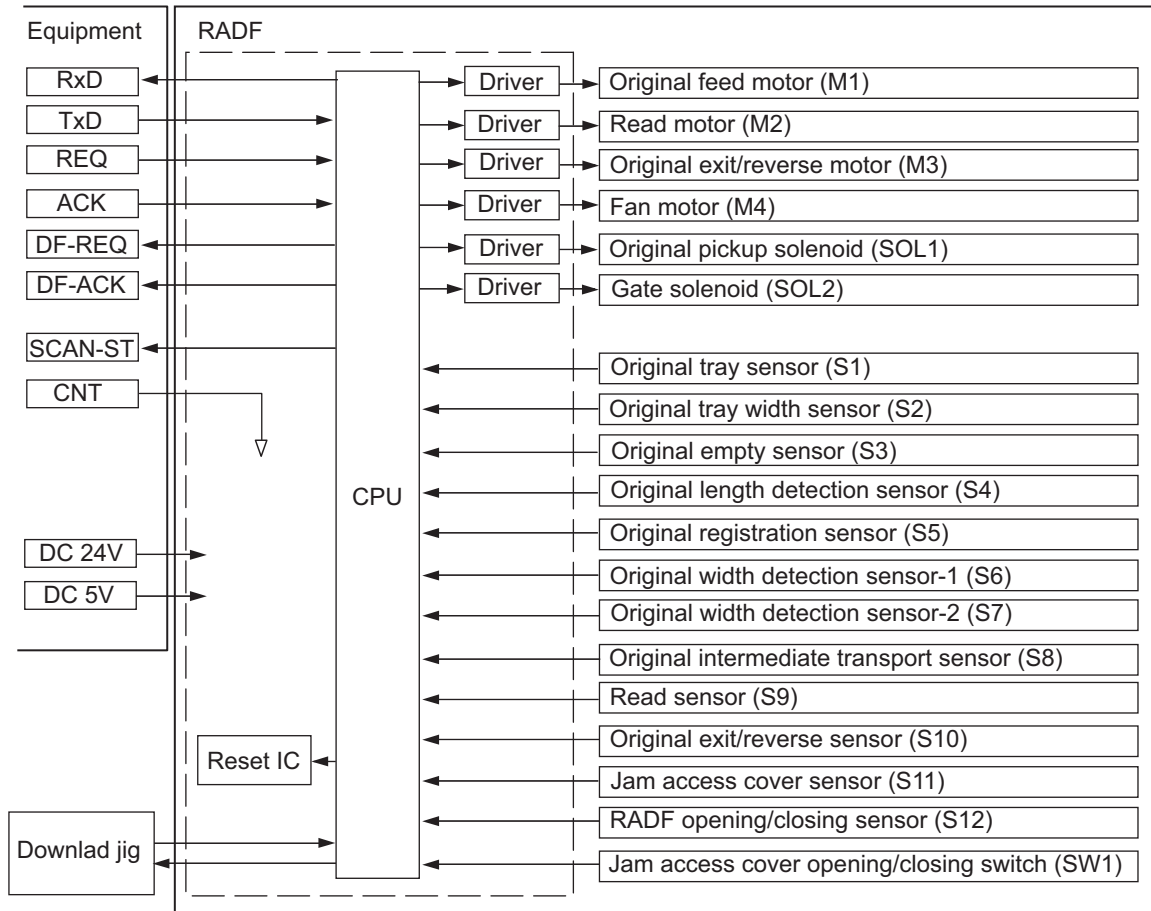 Equipment
RADF
RxD
TxD
REQ
ACK
DF-REQ
DF-ACK
SCAN-ST
CNT
DC 24V
DC 5V
Downlad jig
Reset IC
CPU
Driver
Original feed motor (M1)
Driver
Read motor (M2)
Driver
Original exit/reverse motor (M3)
Driver
Fan motor (M4)
Driver
Original pickup solenoid (SOL1)
Driver
Gate solenoid (SOL2)
Original tray sensor (S1)
Original tray width sensor (S2)
Original empty sensor (S3)
Original length detection sensor (S4)
Original registration sensor (S5)
Original width detection sensor-1 (S6)
Original width detection sensor-2 (S7)
Original intermediate transport sensor (S8)
Read sensor (S9)
Original exit/reverse sensor (S10)
Jam access cover sensor (S11)
RADF opening/closing sensor (S12)
Jam access cover opening/closing switch (SW1)